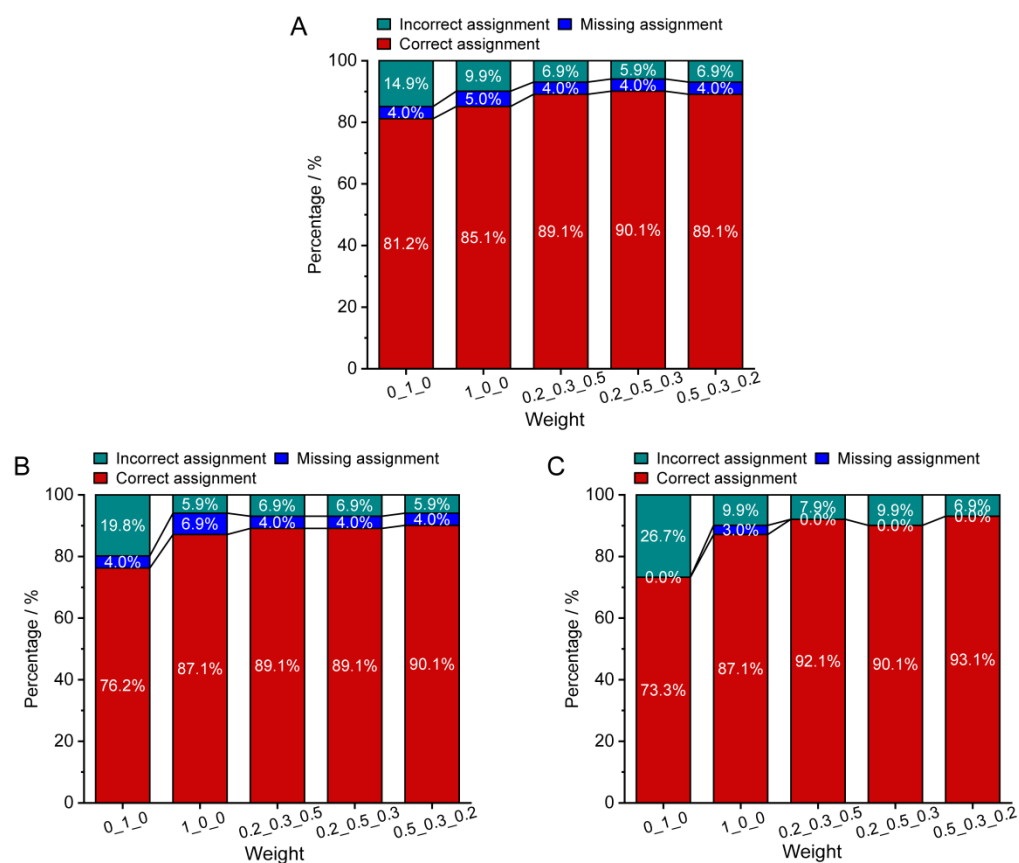 A
Incorrect assignment Missing assignment
Correct assignment
Percentage / %
100
80
60
40
20
0
14.9% 9.9% 6.9% 5.9% 6.9%
4.0% 5.0% 4.0% 4.0% 4.0%
81.2% 85.1% 89.1% 90.1% 89.1%
0_1_0 1_0_0 0.2_0.3_0.5 0.2_0.5_0.3 0.5_0.3_0.2
Weight
B
Incorrect assignment Missing assignment
Correct assignment
Percentage / %
100
80
60
40
20
0
19.8% 5.9% 6.9% 6.9% 5.9%
4.0% 6.9% 4.0% 4.0% 4.0%
76.2% 87.1% 89.1% 89.1% 90.1%
0_1_0 1_0_0 0.2_0.3_0.5 0.2_0.5_0.3 0.5_0.3_0.2
Weight
C
Incorrect assignment Missing assignment
Correct assignment
Percentage / %
100
80
60
40
20
0
26.7% 9.9% 7.9% 9.9% 6.9%
0.0% 3.0% 0.0% 0.0% 0.0%
73.3% 87.1% 92.1% 90.1% 93.1%
0_1_0 1_0_0 0.2_0.3_0.5 0.2_0.5_0.3 0.5_0.3_0.2
Weight